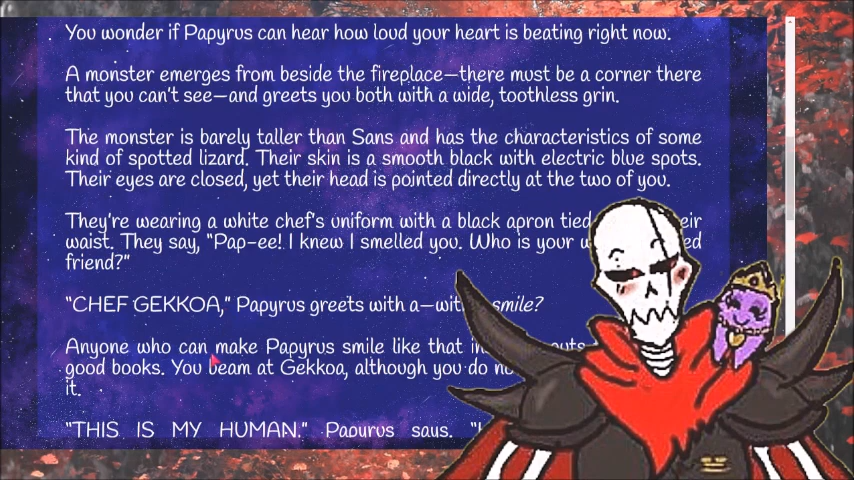 You wonder if Papyrus can hear how loud your heart is beating right now.
A monster emerges from beside the fireplace—there must be a corner there
that you can't see—and greets you both with a wide, toothless grin.
The monster is barely taller than Sans and has the characteristics of some
kind of spotted lizard. Their skin is a smooth black with electric blue spots.
Their eyes are closed, yet their head is pointed directly at the two of you.
They're wearing a white chef's uniform with a black apron tied
waist. They say, "Pap-ee! I knew I smelled you. Who is your
friend?"
"CHEF GEKKOA," Papyrus greets with a—wit smile?
Anyone who can make Papyrus smile like that
good books. You beam at Gekkoa, although you do
it.
"THIS IS MY HUMAN." Papyrus says.